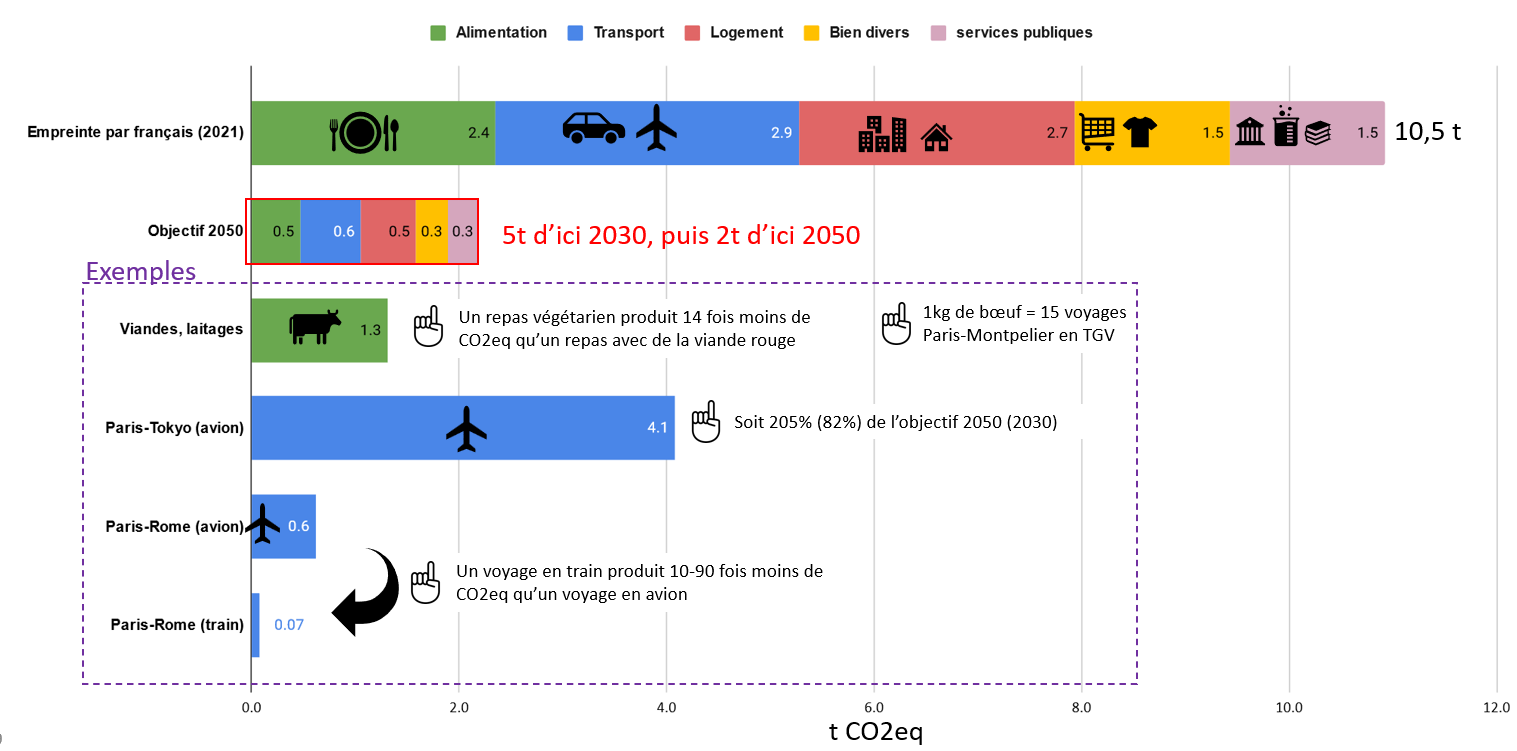 Alimentation Transport Logement Bien divers services publiques
Empreinte par français (2021) 2.4 2.9 2.7 1.5 1.5 10,5 t
Objectif 2050 0.5 0.6 0.5 0.3 0.3 5t d’ici 2030, puis 2t d’ici 2050
Exemples
Viandes, laitages 1.3
Un repas végétarien produit 14 fois moins de
CO2eq qu’un repas avec de la viande rouge
1kg de bœuf = 15 voyages
Paris-Montpelier en TGV
Paris-Tokyo (avion) 4.1 Soit 205% (82%) de l’objectif 2050 (2030)
Paris-Rome (avion) 0.6
Un voyage en train produit 10-90 fois moins de
CO2eq qu’un voyage en avion
Paris-Rome (train) 0.07
0.0 2.0 4.0 6.0 8.0 10.0 12.0
t CO2eq